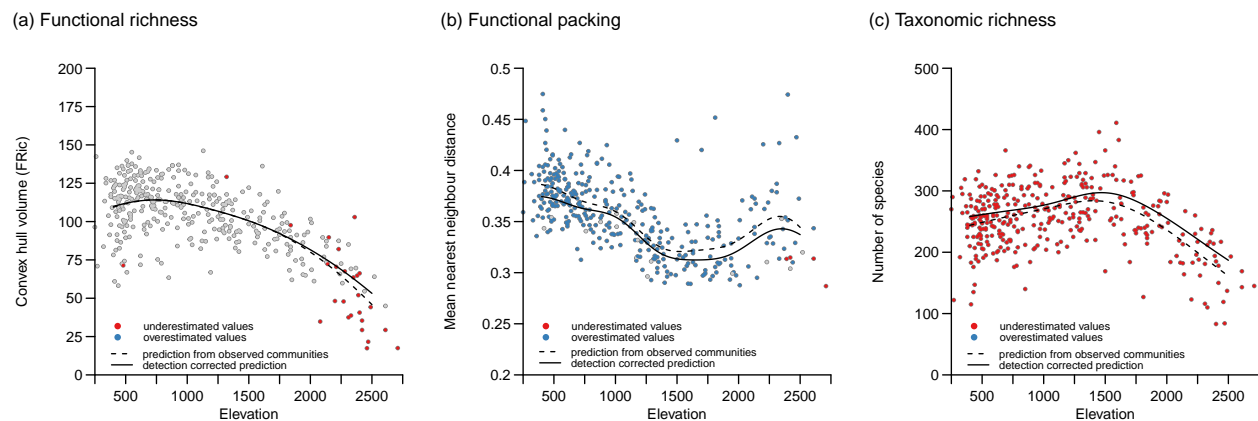 (a) Functional richness
Convex hull volume (FRic)
200
175
150
125
100
75
50
25
0
underestimated values
overestimated values
prediction from observed communities
detection corrected prediction
500
1000
1500
2000
2500
Elevation
(b) Functional packing
Mean nearest neighbour distance
0.5
0.45
0.4
0.35
0.3
0.25
0.2
underestimated values
overestimated values
prediction from observed communities
detection corrected prediction
500
1000
1500
2000
2500
Elevation
(c) Taxonomic richness
Number of species
500
400
300
200
100
0
underestimated values
overestimated values
prediction from observed communities
detection corrected prediction
500
1000
1500
2000
2500
Elevation